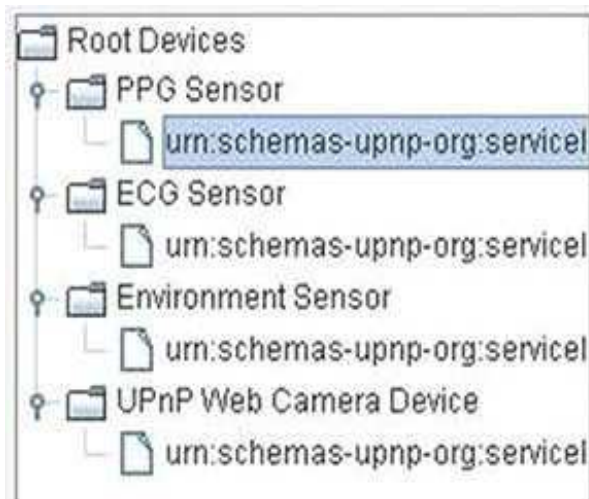 Root Devices
PPG Sensor
urn:schemas-upnp-org:serviceI
ECG Sensor
urn:schemas-upnp-org:serviceI
Environment Sensor
urn:schemas-upnp-org:serviceI
UPnP Web Camera Device
urn:schemas-upnp-org:serviceI